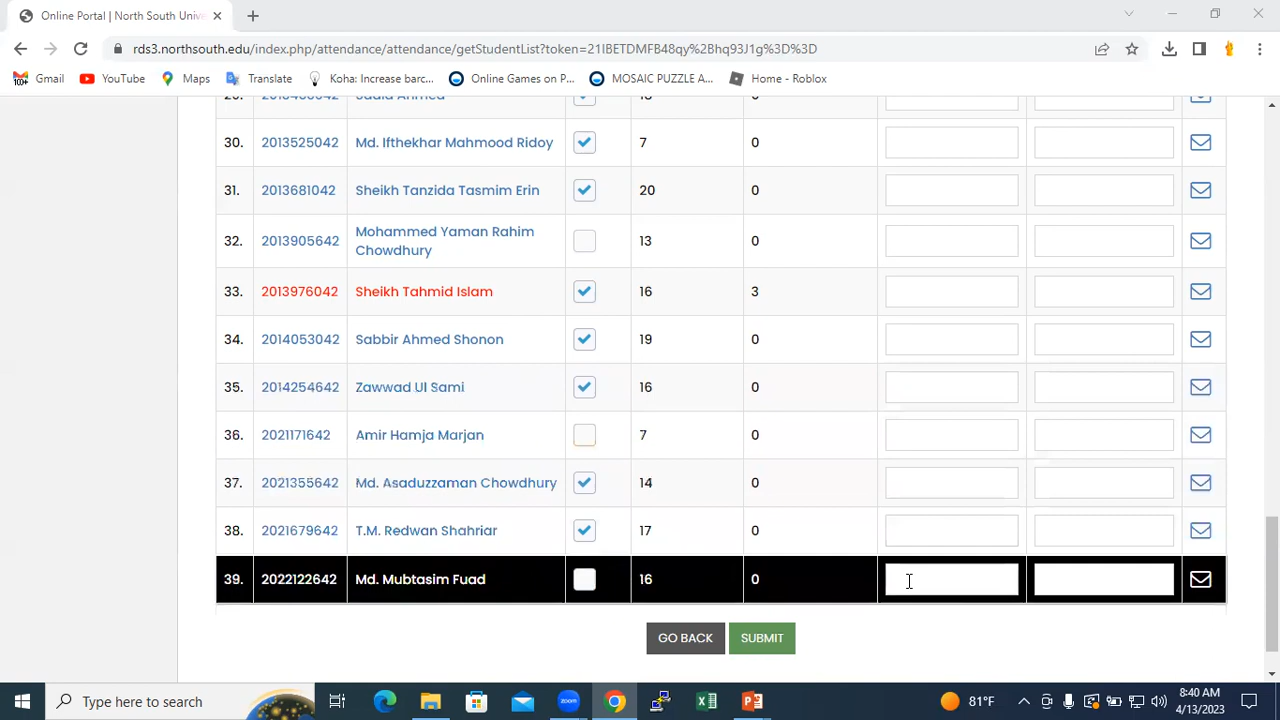 Online Portal | North South Unive
rds3.northsouth.edu/index.php/attendance/attendance/getStudentList?token=21IBETDMFB48qy%2Bhq93J1g%3D%3D
Gmail YouTube Maps Translate Koha: Increase barc... Online Games on P... MOSAIC PUZZLE A... Home - Roblox
30. 2013525042 Md. Ifthekhar Mahmood Ridoy 7 0
31. 2013681042 Sheikh Tanzida Tasmim Erin 20 0
32. 2013905642 Mohammed Yaman Rahim Chowdhury 13 0
33. 2013976042 Sheikh Tahmid Islam 16 3
34. 2014053042 Sabbir Ahmed Shonon 19 0
35. 2014254642 Zawwad Ul Sami 16 0
36. 2021171642 Amir Hamja Marjan 7 0
37. 2021355642 Md. Asaduzzaman Chowdhury 14 0
38. 2021679642 T.M. Redwan Shahriar 17 0
39. 2022122642 Md. Mubtasim Fuad 16 0
GO BACK SUBMIT
Type here to search zoom 81°F 8:40 AM
4/13/2023